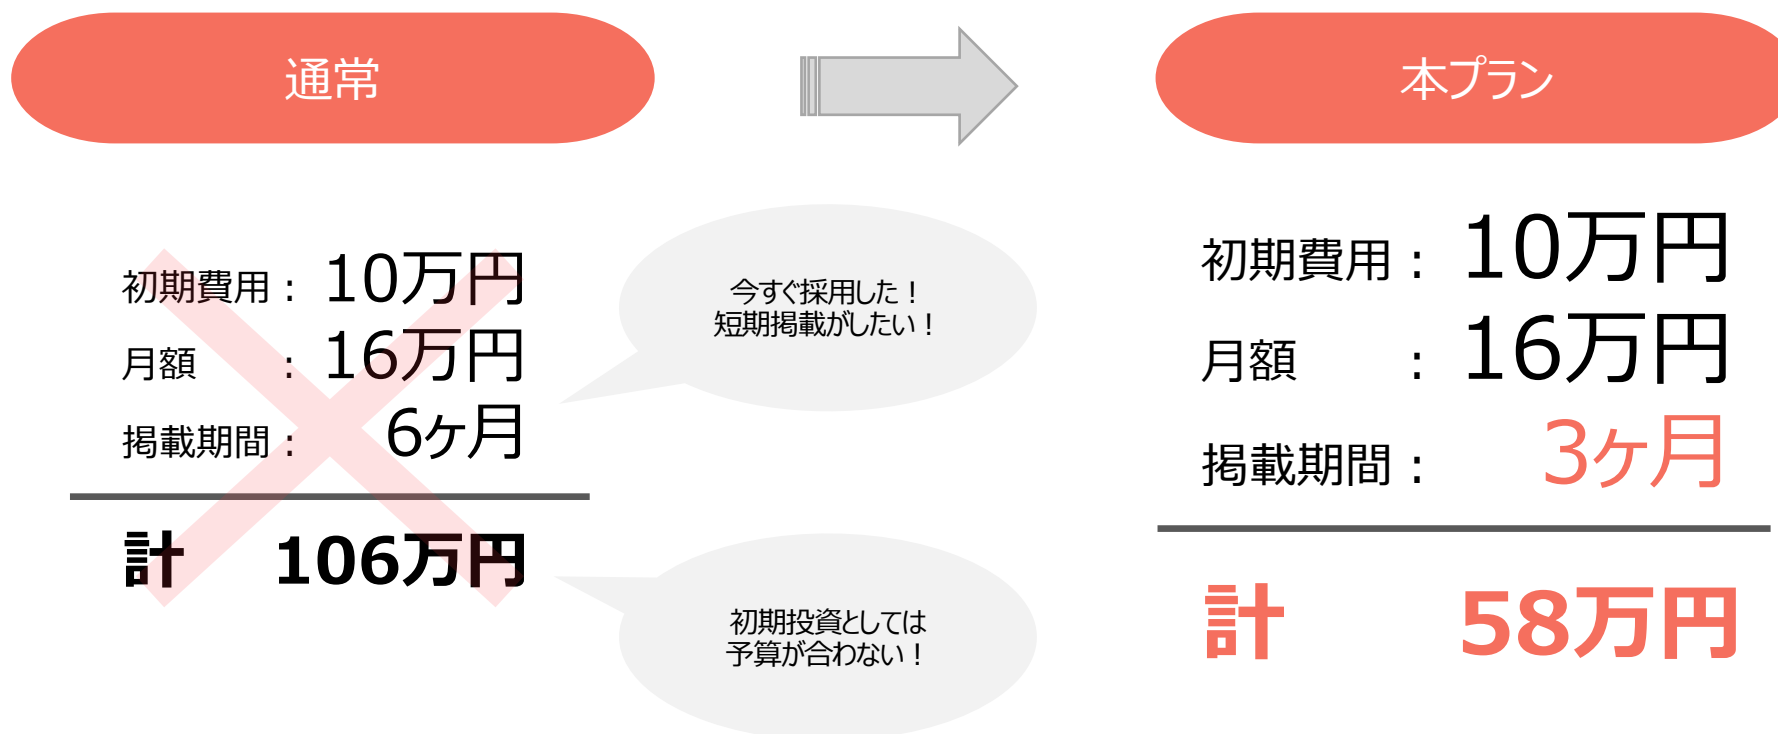 通常
初期費用： 10万円
月額　　： 16万円
掲載期間： 6ヶ月
計 106万円
今すぐ採用した！
短期掲載がしたい！
初期投資としては
予算が合わない！
本プラン
初期費用： 10万円
月額　　： 16万円
掲載期間： 3ヶ月
計 58万円